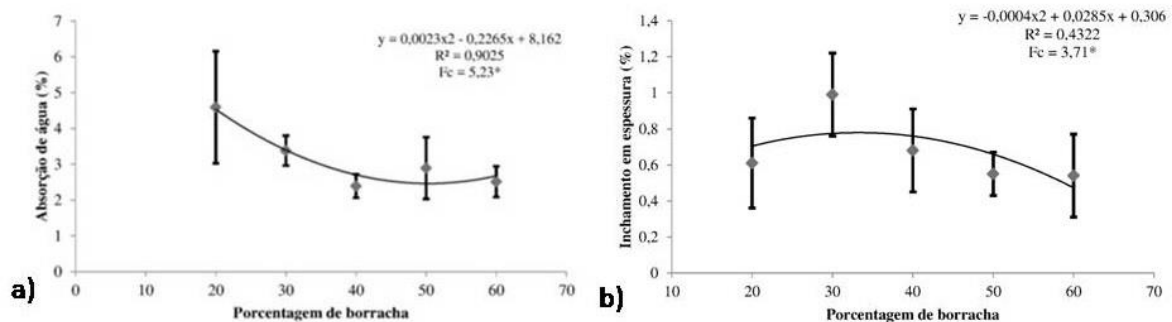 y = 0,0023x2 - 0,2265x + 8,162
R² = 0,9025
Fc = 5,23*
Absorção de água (%)
7
6
5
4
3
2
1
0
0 10 20 30 40 50 60 70
Porcentagem de borracha
a)
y = -0,0004x2 + 0,0285x + 0,306
R² = 0,4322
Fc = 3,71*
Inchamento em espessura (%)
1,4
1,2
1
0,8
0,6
0,4
0,2
0
10 20 30 40 50 60 70
Porcentagem de borracha
b)